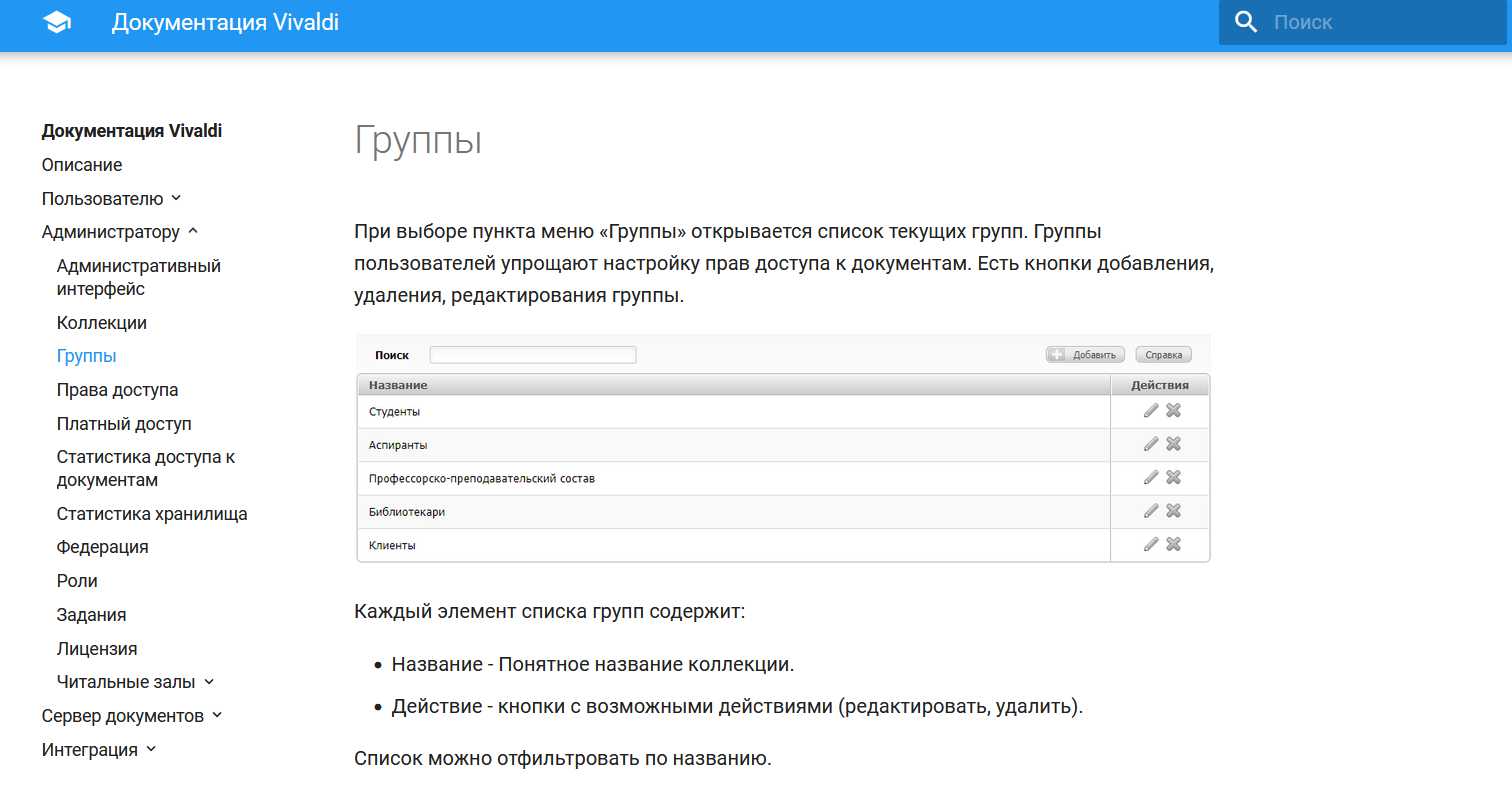 Документация Vivaldi
Поиск
Документация Vivaldi
Описание
Пользователю
Администратору
Административный
интерфейс
Коллекции
Группы
Права доступа
Платный доступ
Статистика доступа к
документам
Статистика хранилища
Федерация
Роли
Задания
Лицензия
Читальные залы
Сервер документов
Интеграция
Группы
При выборе пункта меню «Группы» открывается список текущих групп. Группы
пользователей упрощают настройку прав доступа к документам. Есть кнопки добавления,
удаления, редактирования группы.
Поиск Добавить Справка
Название Действия
Студенты
Аспиранты
Профессорско-преподавательский состав
Библиотекари
Клиенты
Каждый элемент списка групп содержит:
• Название - Понятное название коллекции.
• Действие - кнопки с возможными действиями (редактировать, удалить).
Список можно отфильтровать по названию.